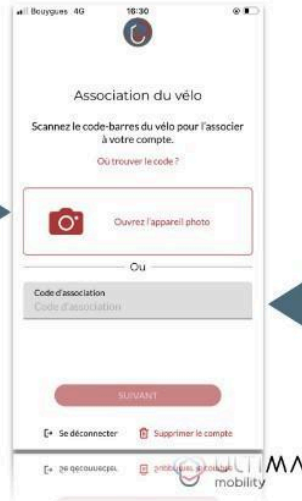 Bouygues 4G 16:30
Association du vélo
Scannez le code-barres du vélo pour l'associer
à votre compte.
Où trouver le code ?
Ouvrez l'appareil photo
Ou
Code d'association
Code d'association
SUIVANT
Se déconnecter Supprimer le compte
ULTIMA
mobility